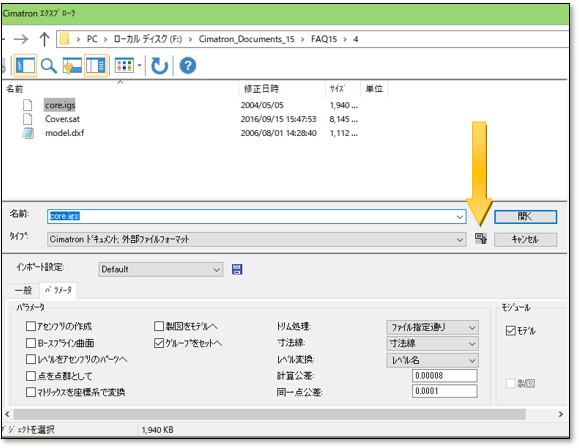 Cimatron ｴｸｽﾌﾟﾛｰﾗ
PC › ローカル ディスク (F:) › Cimatron_Documents_15 › FAQ15 › 4
名前 修正日時 ｻｲｽﾞ 単位
core.igs 2004/05/05 1,940 ...
Cover.sat 2016/09/15 15:47:53 8,145 ...
model.dxf 2006/08/01 14:28:40 1,112 ...
名前: core.igs 開く
ﾀｲﾌﾟ: Cimatron ﾄﾞｷｭﾒﾝﾄ; 外部ﾌｧｲﾙﾌｫｰﾏｯﾄ ｷｬﾝｾﾙ
ｲﾝﾎﾟｰﾄ設定: Default
一般 ﾊﾟﾗﾒｰﾀ
ﾊﾟﾗﾒｰﾀ ﾓｼﾞｭｰﾙ
ｱｾﾝﾌﾞﾘの作成 製図をﾓﾃﾞﾙへ ﾄﾘﾑ処理: ﾌｧｲﾙ指定通り ﾓﾃﾞﾙ
B-ｽﾌﾟﾗｲﾝ曲面 ｸﾞﾙｰﾌﾟをｾｯﾄへ 寸法線: 寸法線
ﾚﾍﾞﾙをｱｾﾝﾌﾞﾘのﾊﾟｰﾂへ ﾚﾍﾞﾙ変換: ﾚﾍﾞﾙ名
点を点群として 計算公差: 0.00008 製図
ﾏﾄﾘｯｸｽを座標系で変換 同一点公差: 0.0001
ﾌﾞｼﾞｪｸﾄを選択 1,940 KB